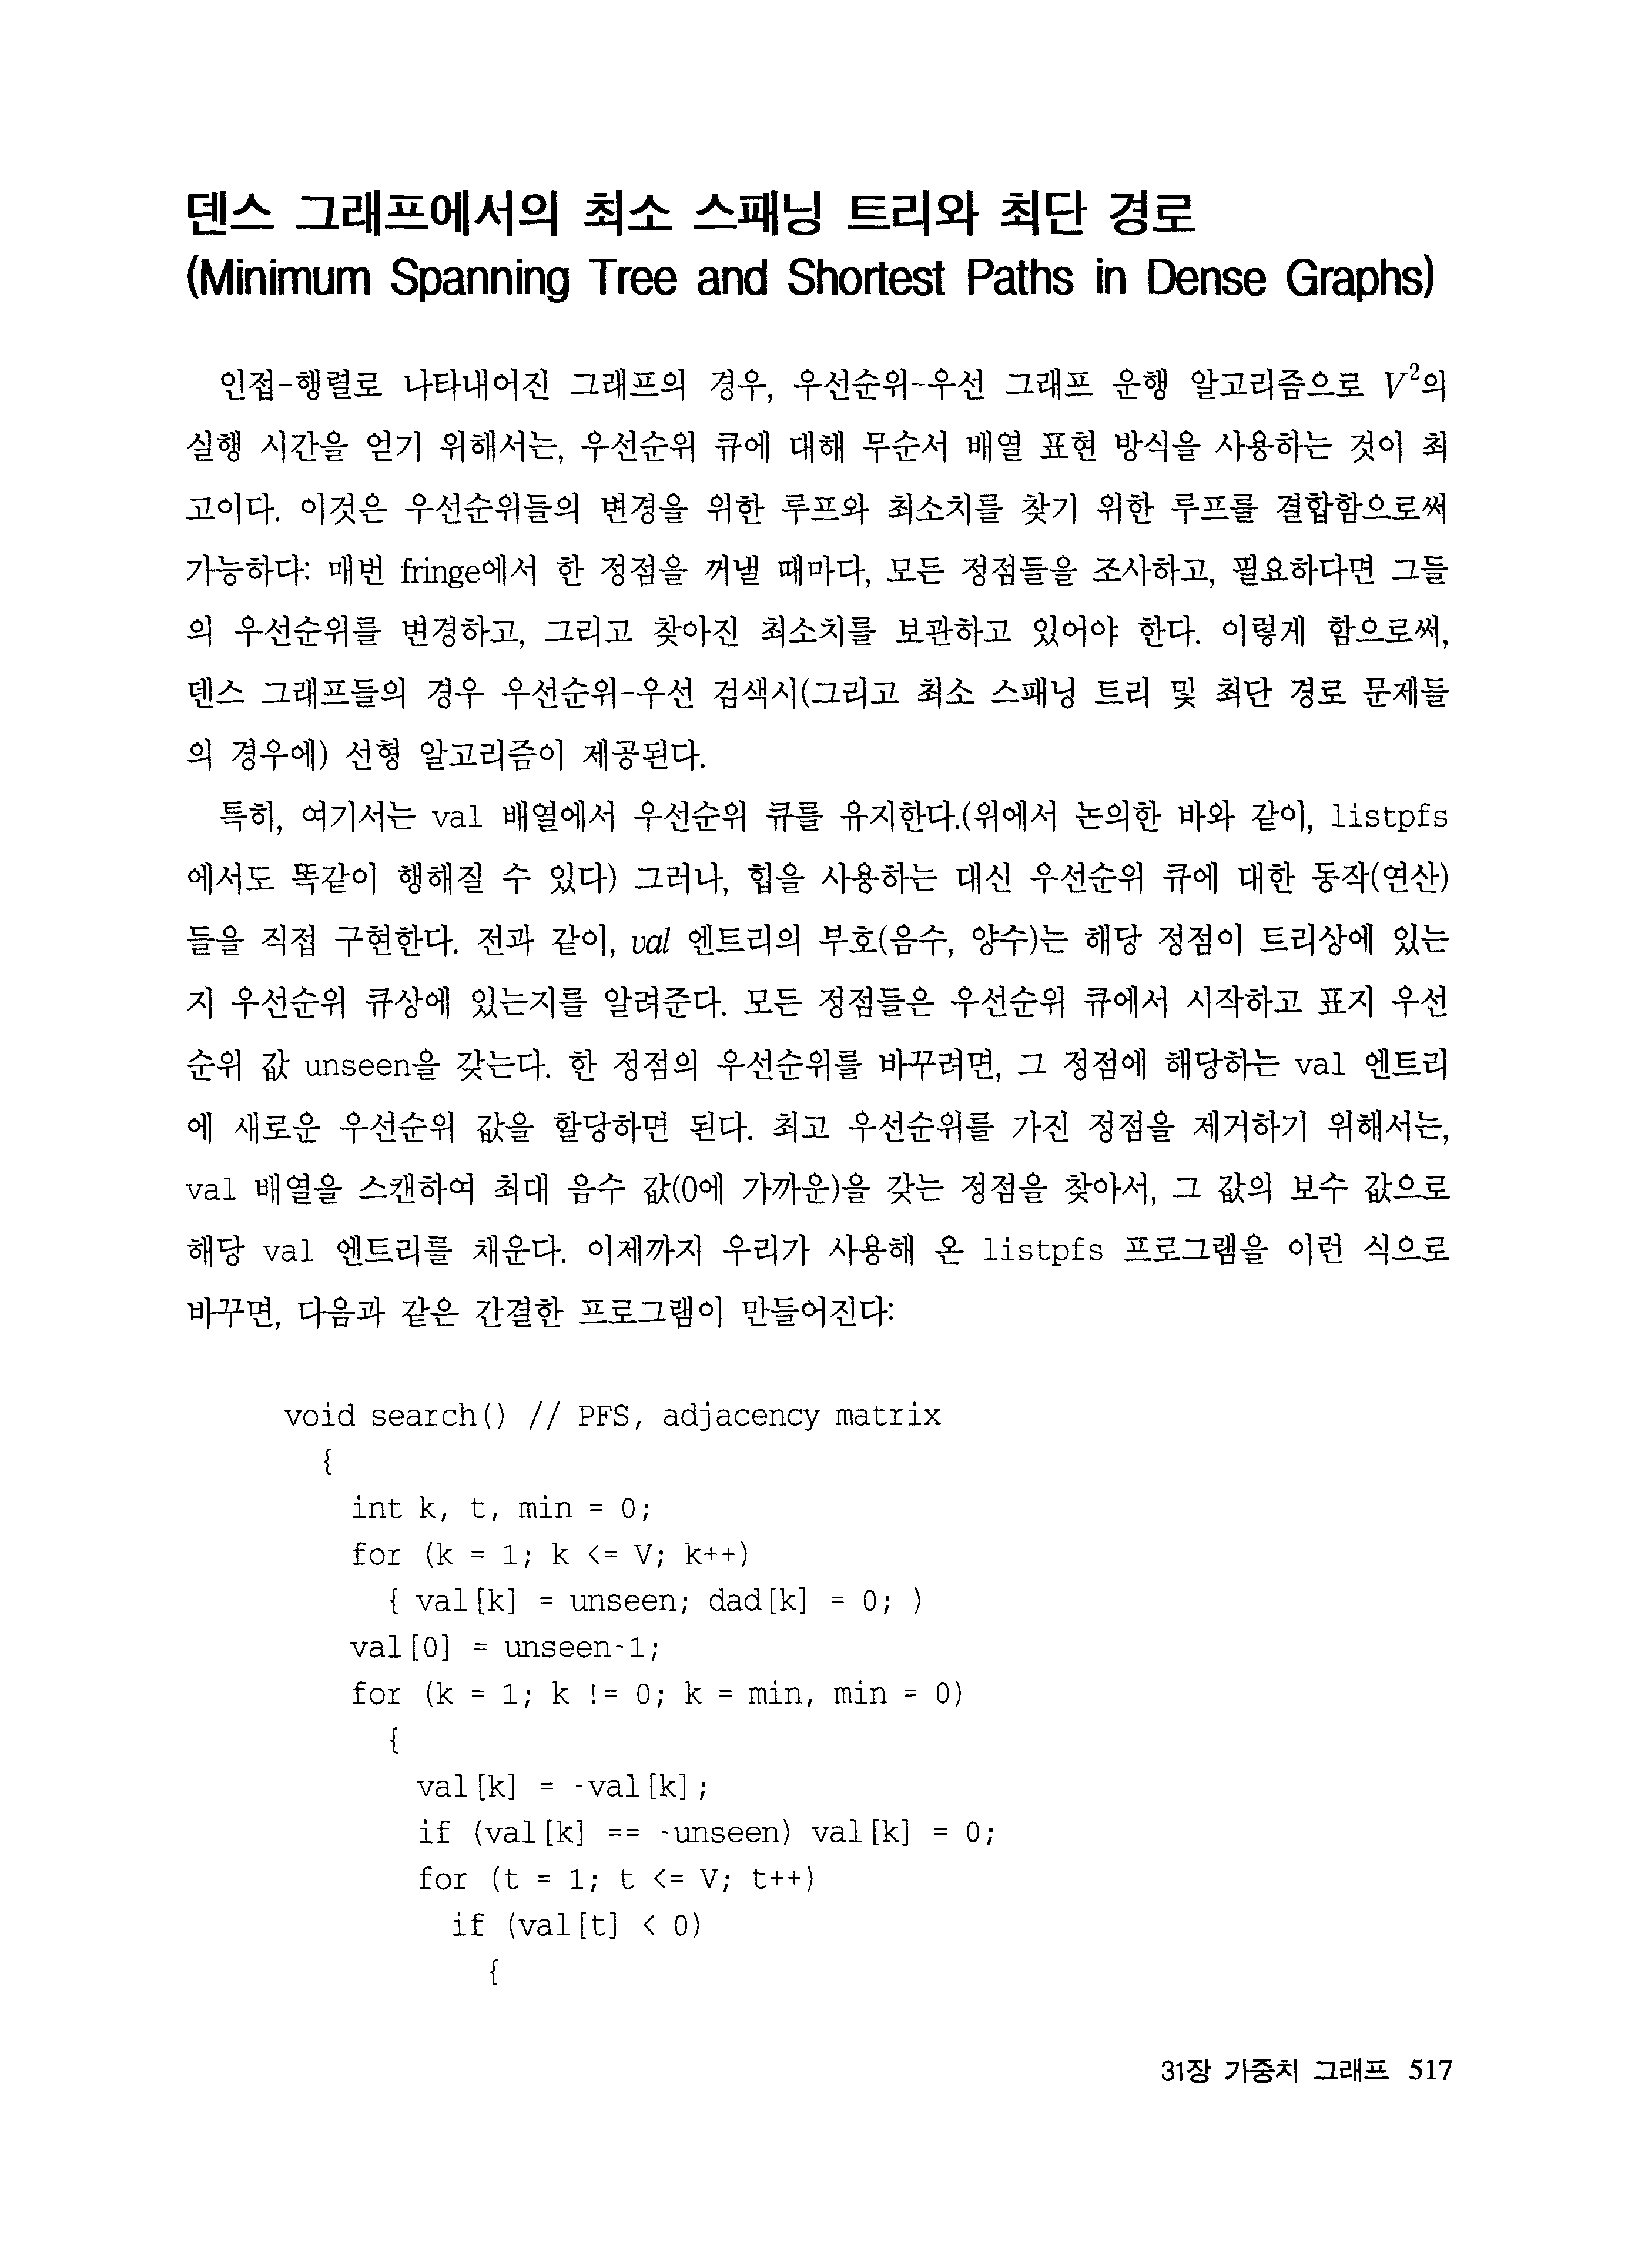 덴스 그래프에서의 최소 스패닝 트리와 최단 경로
(Minimum Spanning Tree and Shortest Paths in Dense Graphs)
인접-행렬로 나타내어진 그래프의 경우, 우선순위-우선 그래프 운행 알고리즘으로 V²의
실행 시간을 얻기 위해서는, 우선순위 큐에 대해 무순서 배열 표현 방식을 사용하는 것이 최
고이다. 이것은 우선순위들의 변경을 위한 루프와 최소치를 찾기 위한 루프를 결합함으로써
가능하다: 매번 fringe에서 한 정점을 꺼낼 때마다, 모든 정점들을 조사하고, 필요하다면 그들
의 우선순위를 변경하고, 그리고 찾아진 최소치를 보관하고 있어야 한다. 이렇게 함으로써,
덴스 그래프들의 경우 우선순위-우선 검색시(그리고 최소 스패닝 트리 및 최단 경로 문제들
의 경우에) 선형 알고리즘이 제공된다.
특히, 여기서는 val 배열에서 우선순위 큐를 유지한다.(위에서 논의한 바와 같이, listpfs
에서도 똑같이 행해질 수 있다) 그러나, 힙을 사용하는 대신 우선순위 큐에 대한 동작(연산)
들을 직접 구현한다. 전과 같이, val 엔트리의 부호(음수, 양수)는 해당 정점이 트리상에 있는
지 우선순위 큐상에 있는지를 알려준다. 모든 정점들은 우선순위 큐에서 시작하고 표지 우선
순위 값 unseen을 갖는다. 한 정점의 우선순위를 바꾸려면, 그 정점에 해당하는 val 엔트리
에 새로운 우선순위 값을 할당하면 된다. 최고 우선순위를 가진 정점을 제거하기 위해서는,
val 배열을 스캔하여 최대 음수 값(0에 가까운)을 갖는 정점을 찾아서, 그 값의 보수 값으로
해당 val 엔트리를 채운다. 이제까지 우리가 사용해 온 listpfs 프로그램을 이런 식으로
바꾸면, 다음과 같은 간결한 프로그램이 만들어진다:
void search() // PFS, adjacency matrix
{
int k, t, min = 0;
for (k = 1; k <= V; k++)
{ val[k] = unseen; dad[k] = 0; )
val[0] = unseen-1;
for (k = 1; k != 0; k = min, min = 0)
{
val[k] = -val[k];
if (val[k] == -unseen) val[k] = 0;
for (t = 1; t <= V; t++)
if (val[t] < 0)
{
31장 가중치 그래프 517